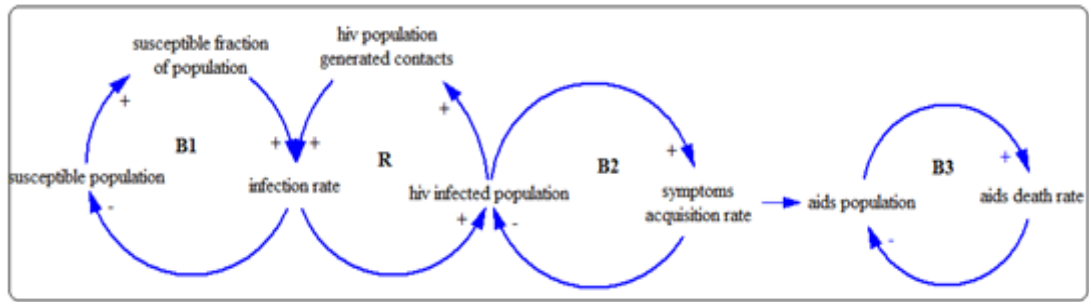 susceptible fraction
of population
hiv population
generated contacts
+
+
+
+
+
+
B1
R
B2
B3
susceptible population
infection rate
hiv infected population
symptoms
acquisition rate
aids population
aids death rate
-
+
-
-